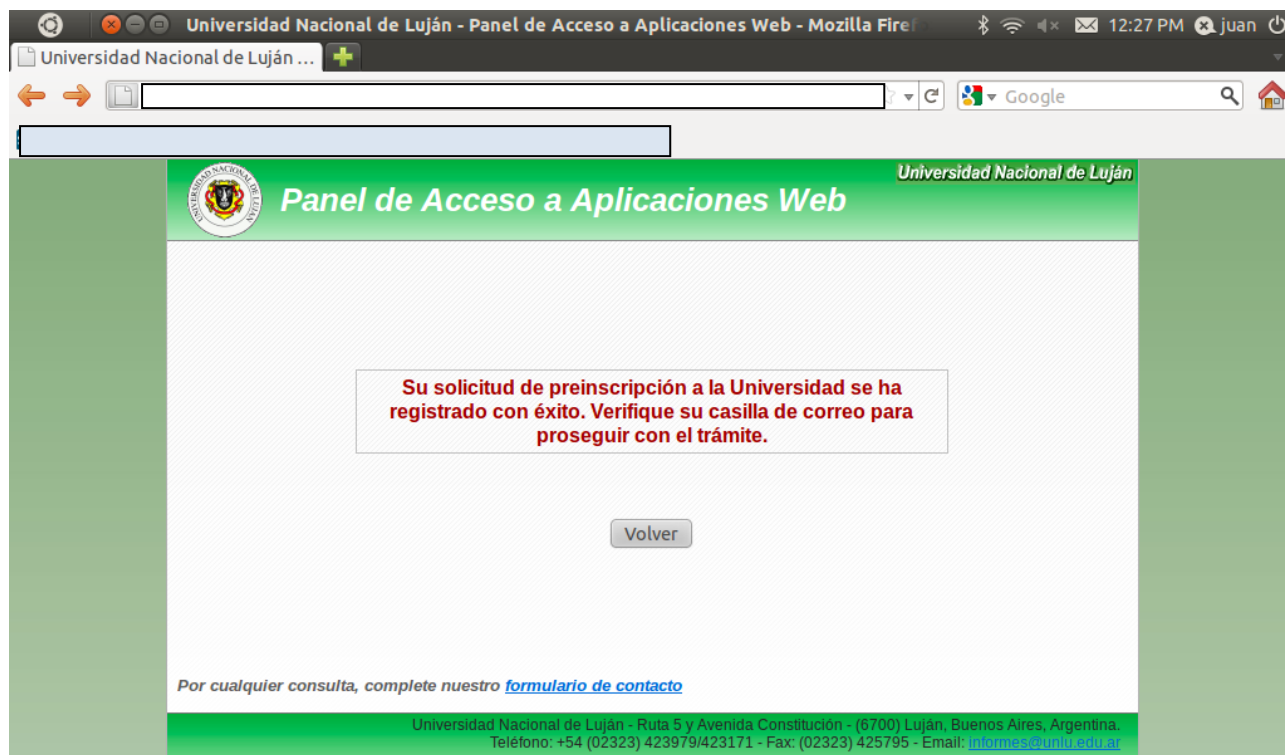 Universidad Nacional de Luján - Panel de Acceso a Aplicaciones Web - Mozilla Firef
12:27 PM juan
Universidad Nacional de Luján ...
Google
UNIVERSIDAD NACIONAL DE LUJAN
Universidad Nacional de Luján
Panel de Acceso a Aplicaciones Web
Su solicitud de preinscripción a la Universidad se ha
registrado con éxito. Verifique su casilla de correo para
proseguir con el trámite.
Volver
Por cualquier consulta, complete nuestro formulario de contacto
Universidad Nacional de Luján - Ruta 5 y Avenida Constitución - (6700) Luján, Buenos Aires, Argentina.
Teléfono: +54 (02323) 423979/423171 - Fax: (02323) 425795 - Email: informes@unlu.edu.ar